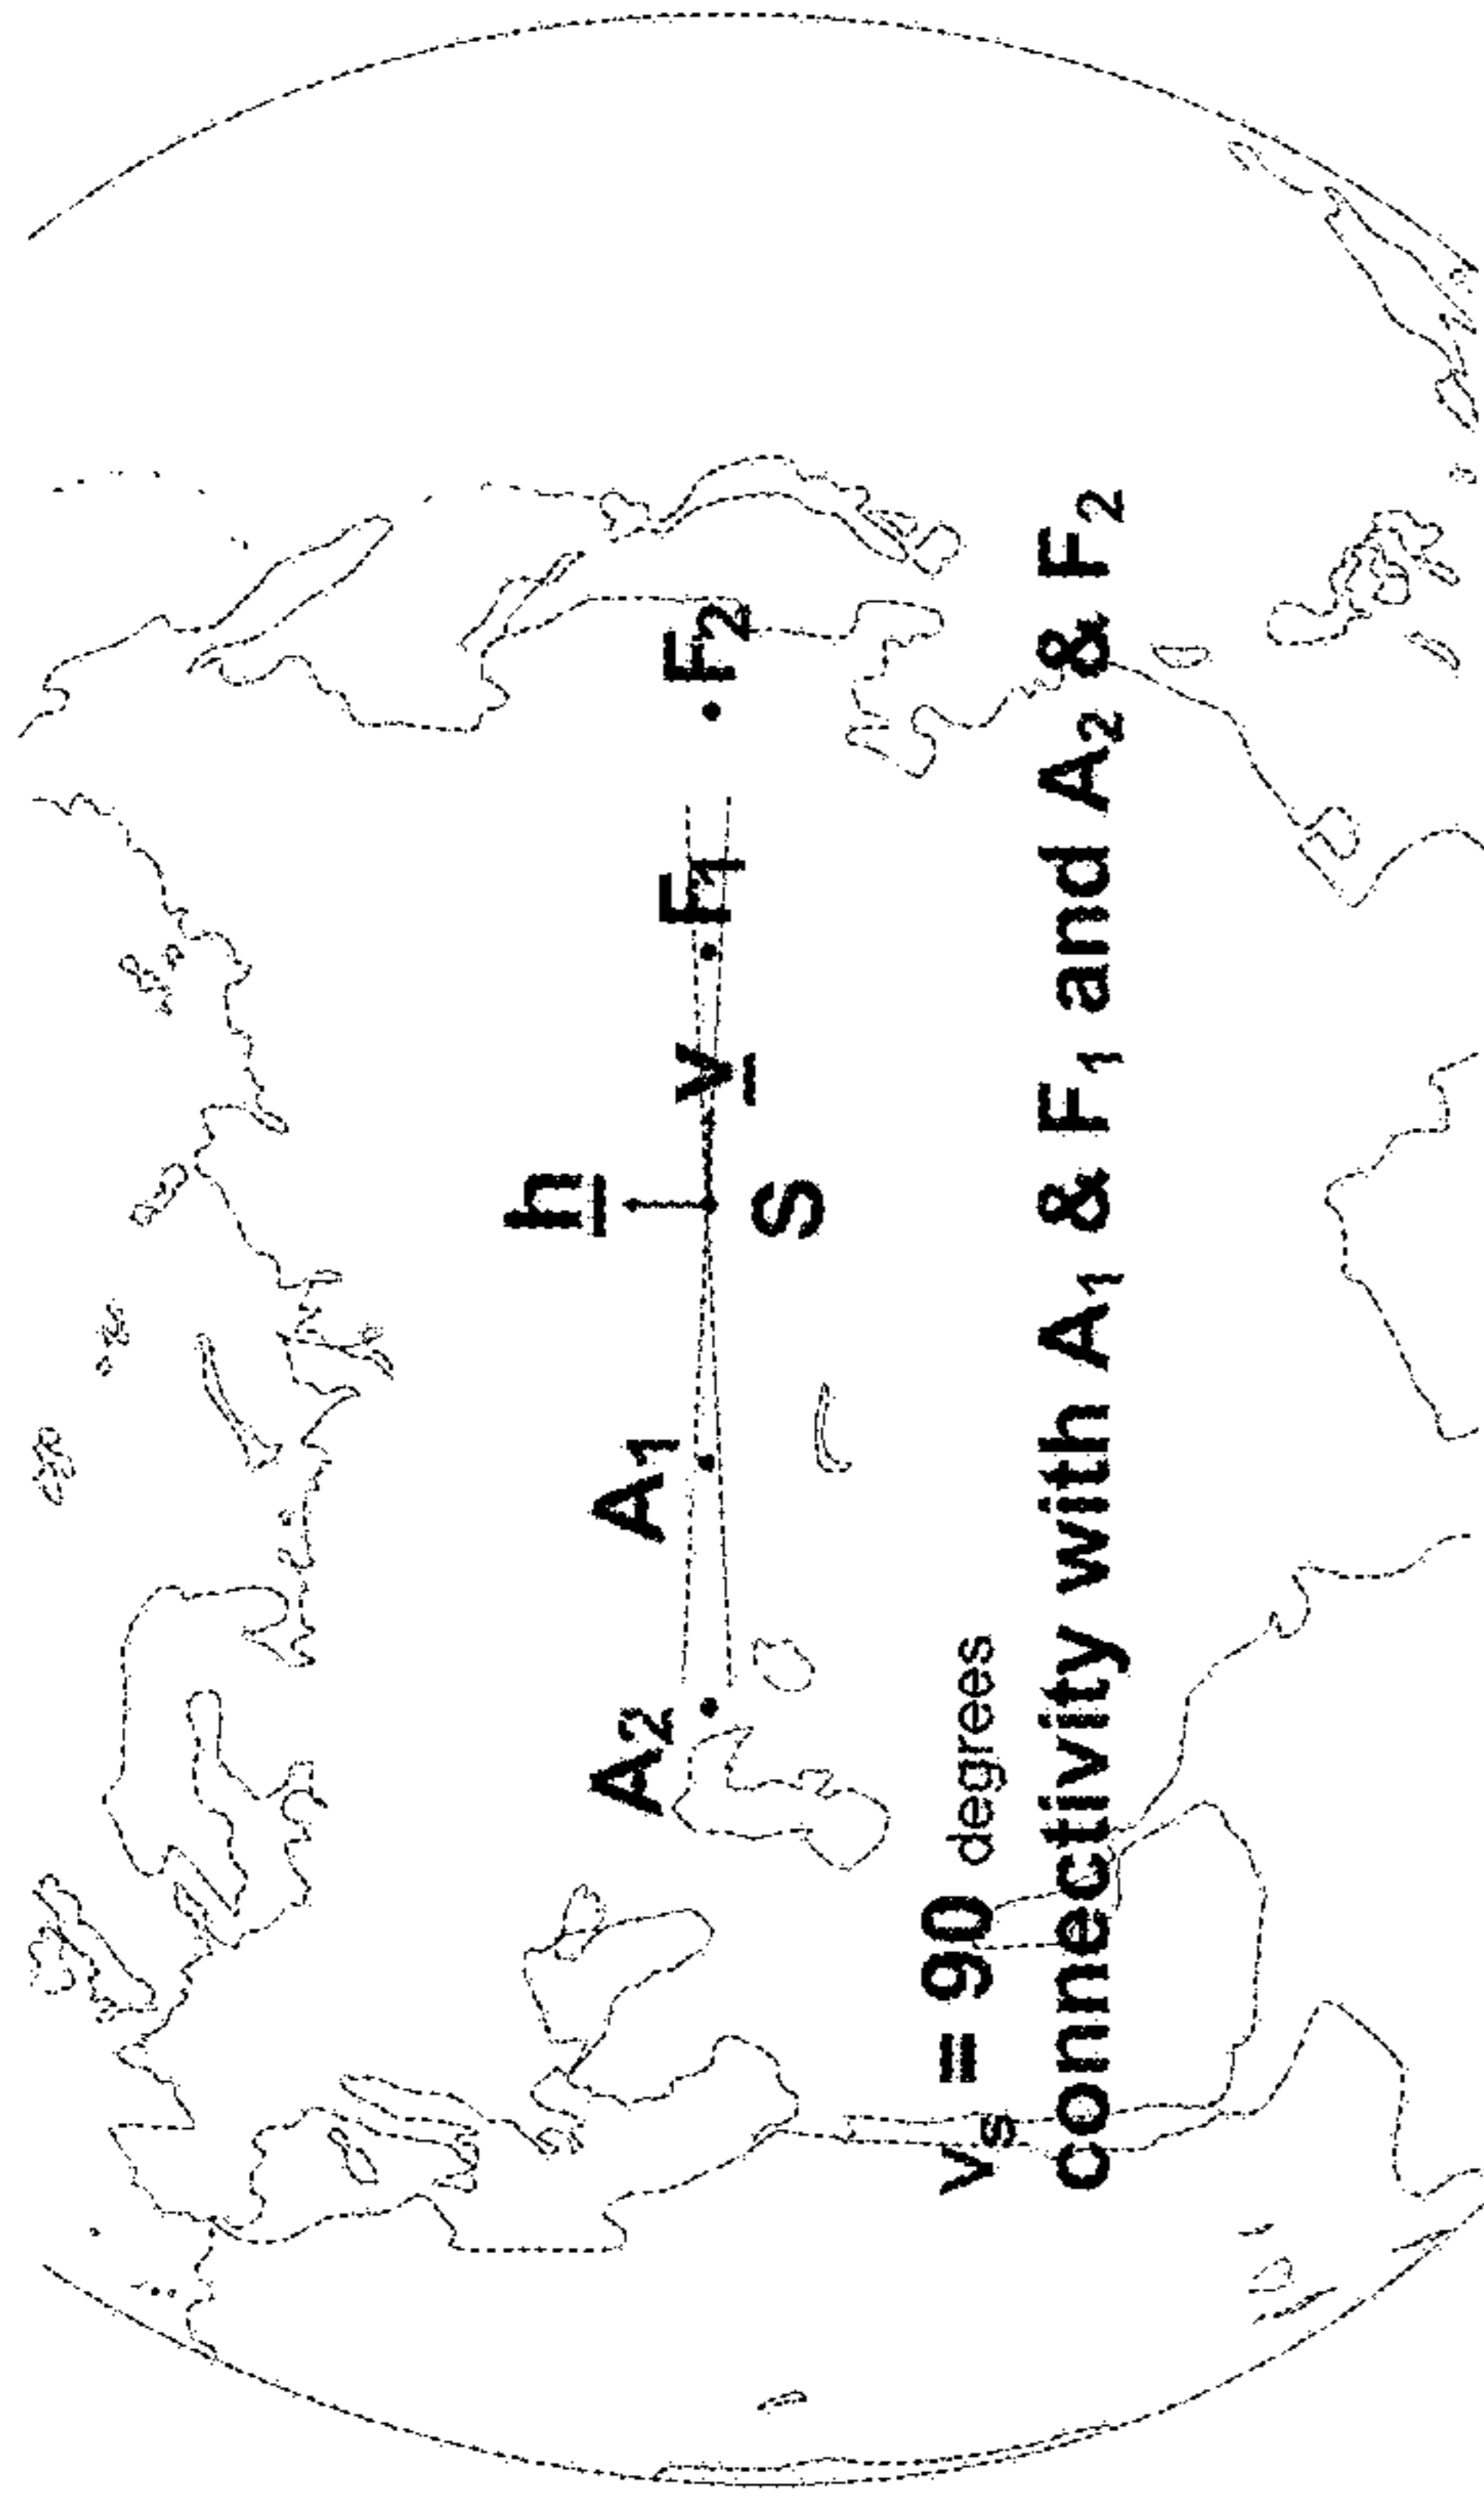 h
A₂ A₁ v F₁ F₂
S
vₛ = 90 degrees
connectivity with A₁ & F₁ and A₂ & F₂